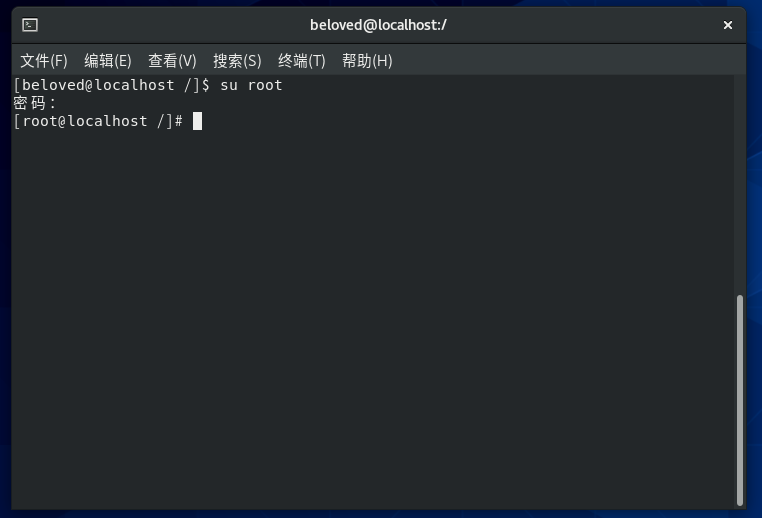 beloved@localhost:/
文件(F) 编辑(E) 查看(V) 搜索(S) 终端(T) 帮助(H)
[beloved@localhost /]$ su root
密码：
[root@localhost /]#